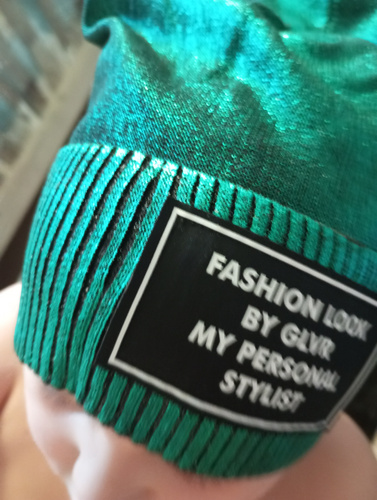 FASHION LOOK
BY GLVR
MY PERSONAL
STYLIST